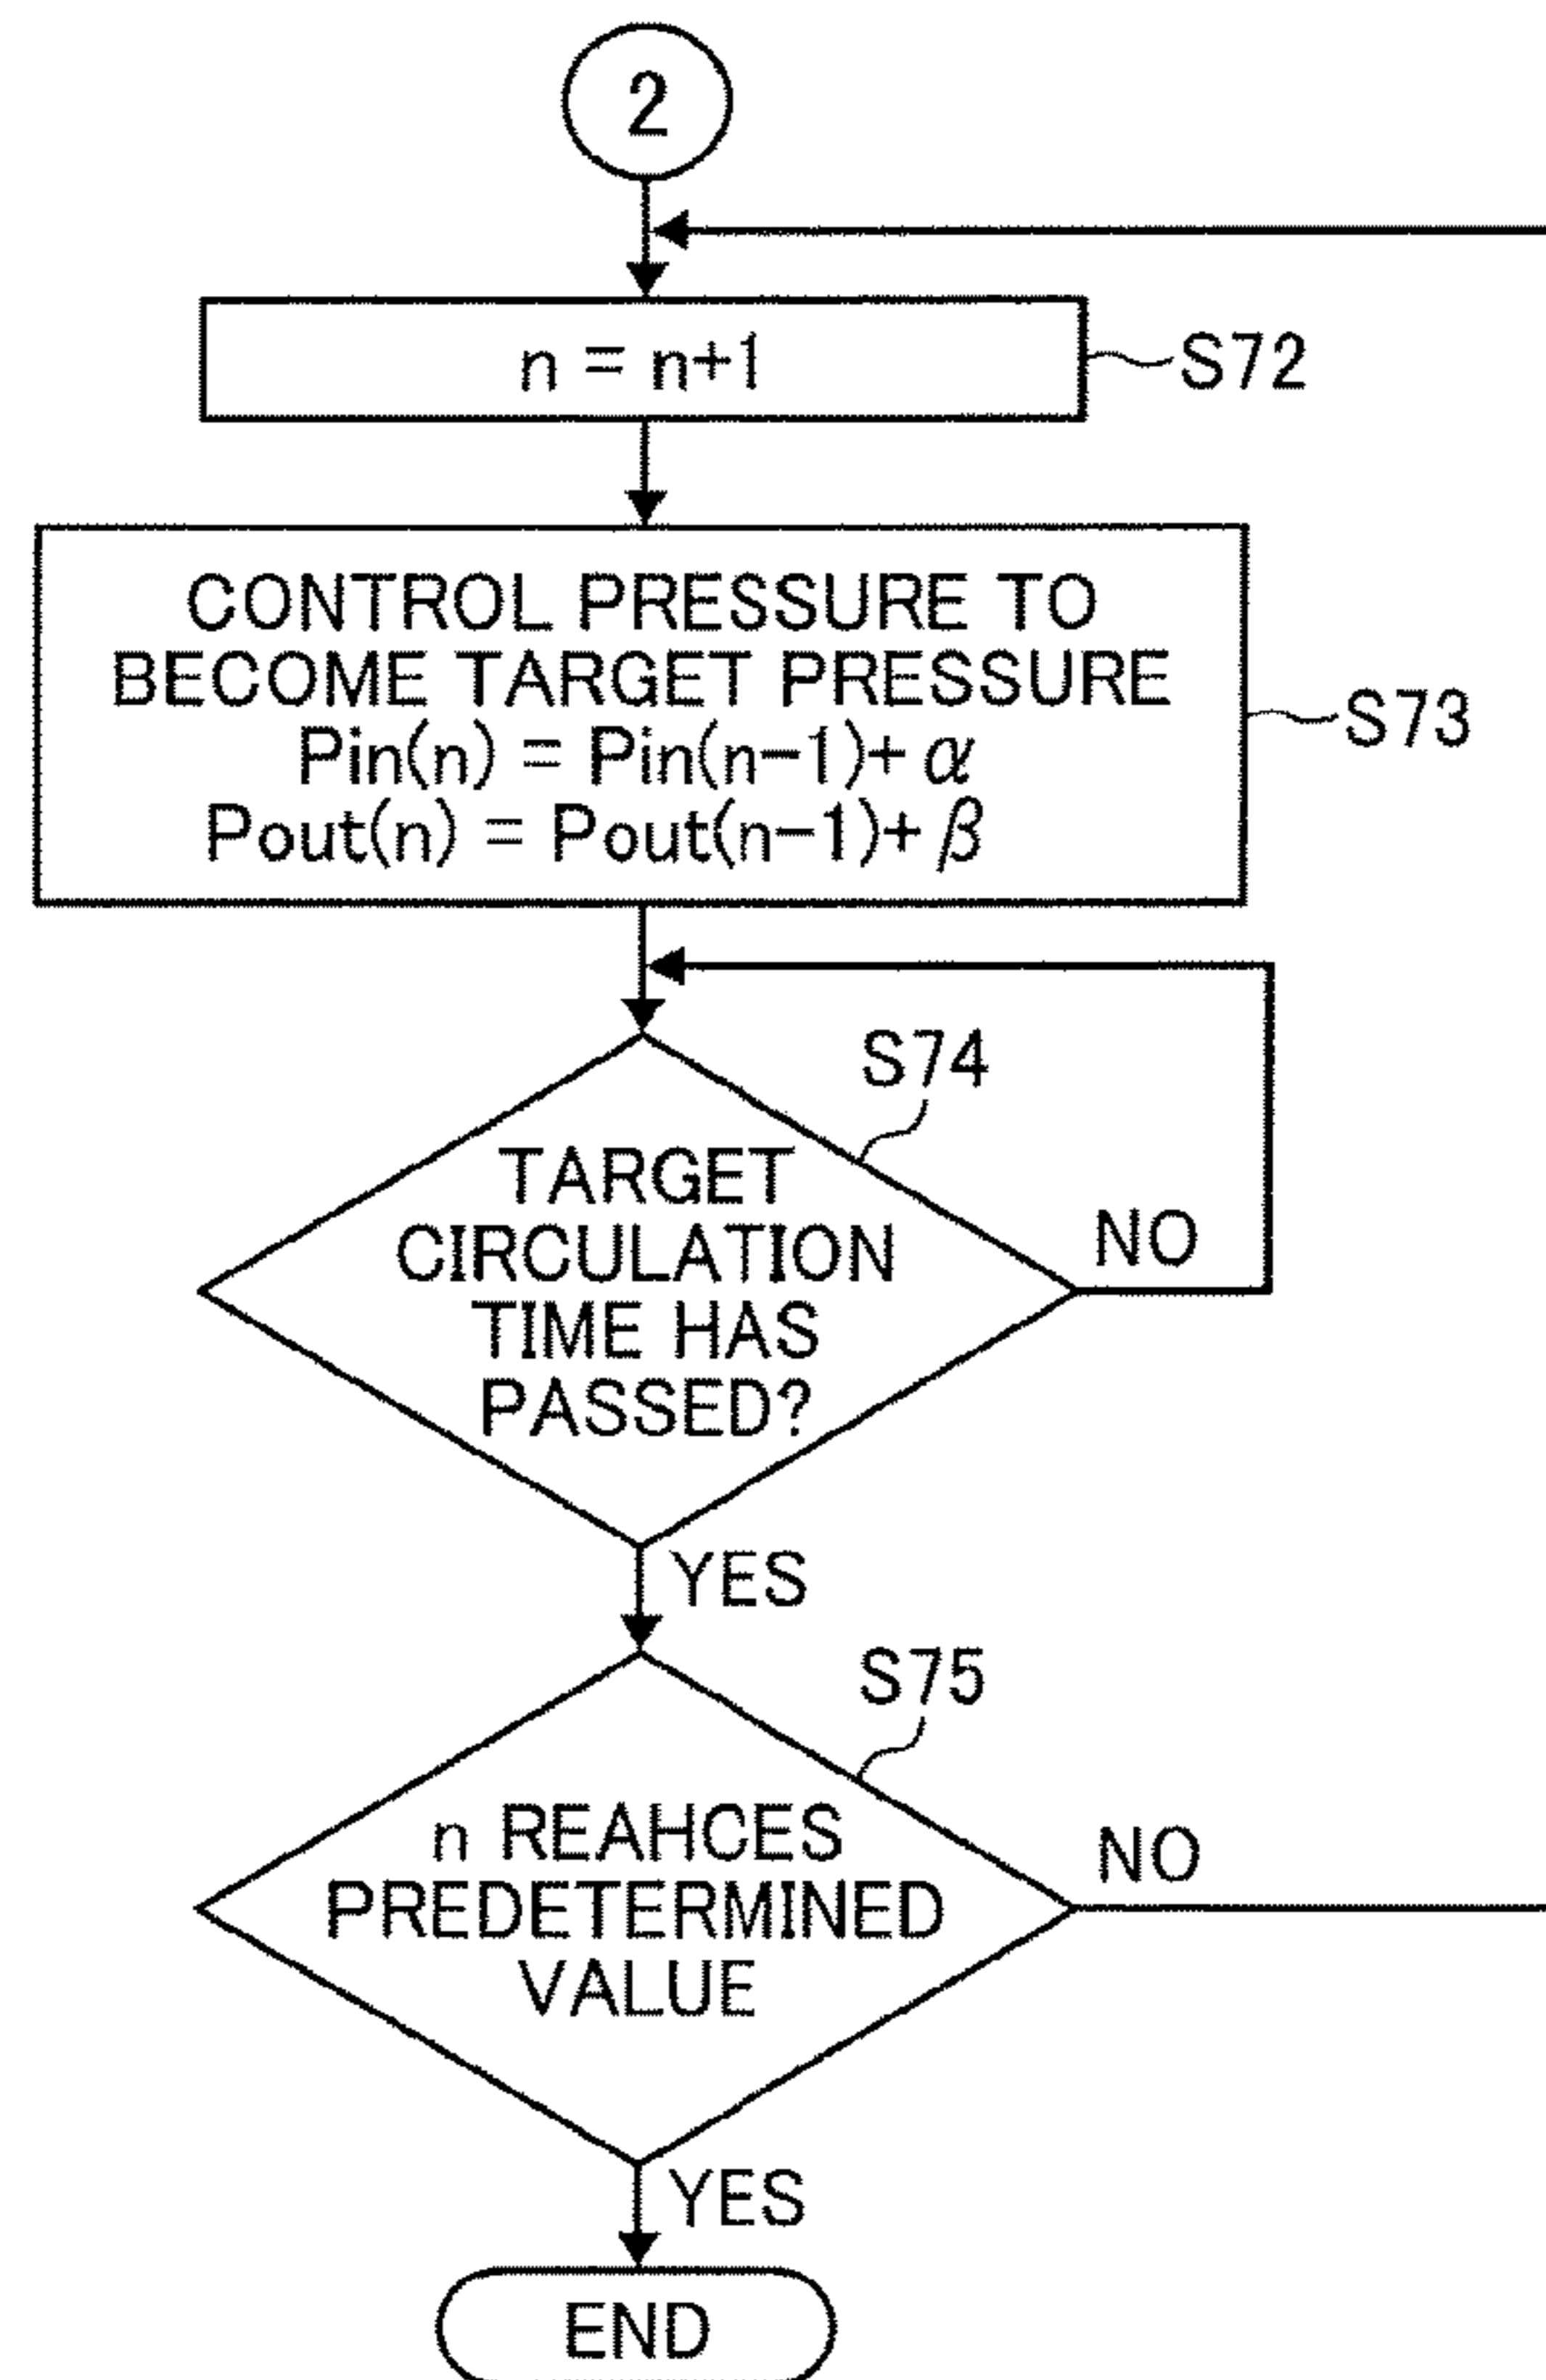 2
n = n+1
S72
CONTROL PRESSURE TO
BECOME TARGET PRESSURE
Pin(n) = Pin(n-1)+ α
Pout(n) = Pout(n-1)+ β
S73
S74
TARGET
CIRCULATION
TIME HAS
PASSED?
NO
YES
S75
n REAHCES
PREDETERMINED
VALUE
NO
YES
END